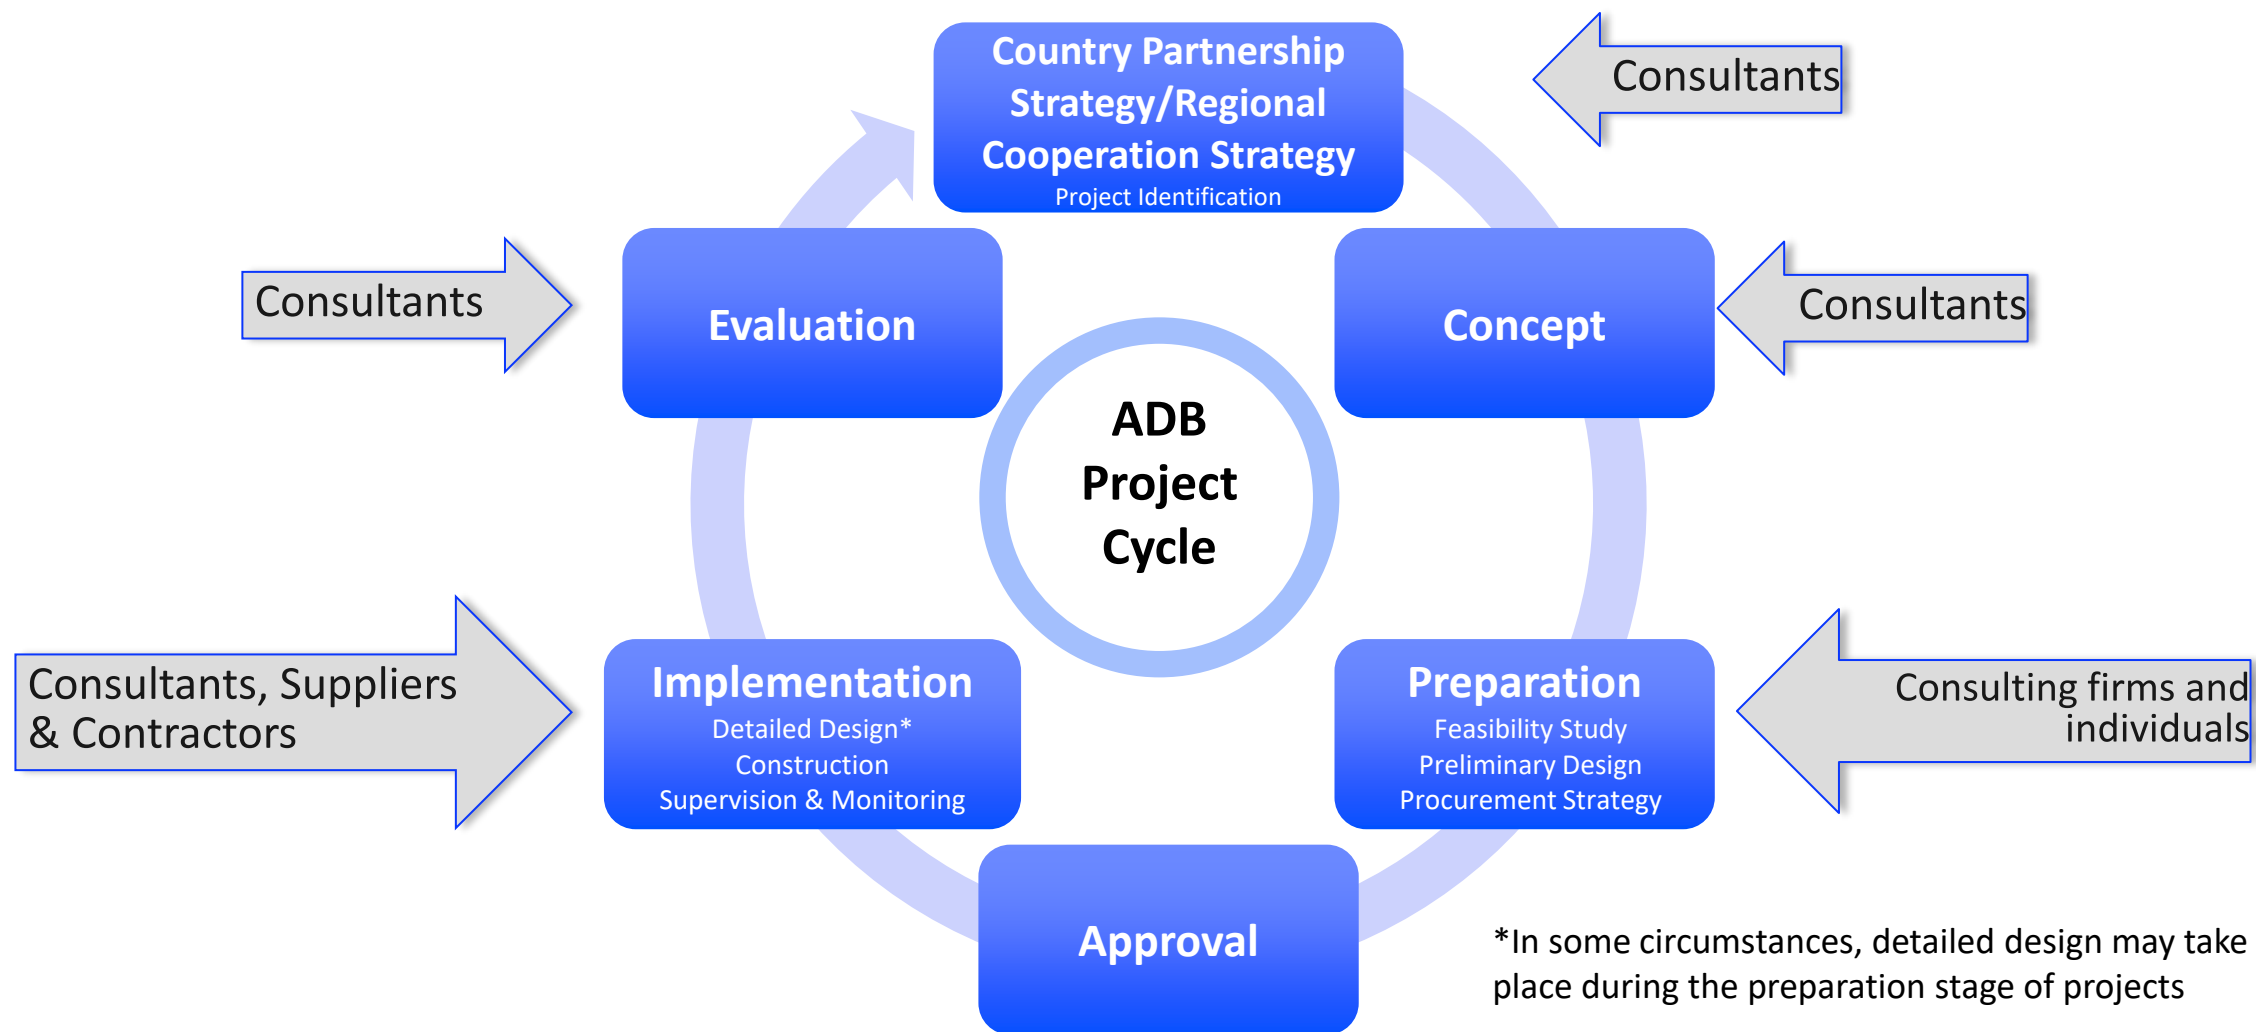 Country Partnership
Strategy/Regional
Cooperation Strategy
Project Identification
Consultants
Concept
Consultants
Preparation
Feasibility Study
Preliminary Design
Procurement Strategy
Consulting firms and
individuals
Approval
Implementation
Detailed Design*
Construction
Supervision & Monitoring
Consultants, Suppliers
& Contractors
Evaluation
Consultants
ADB
Project
Cycle
*In some circumstances, detailed design may take
place during the preparation stage of projects